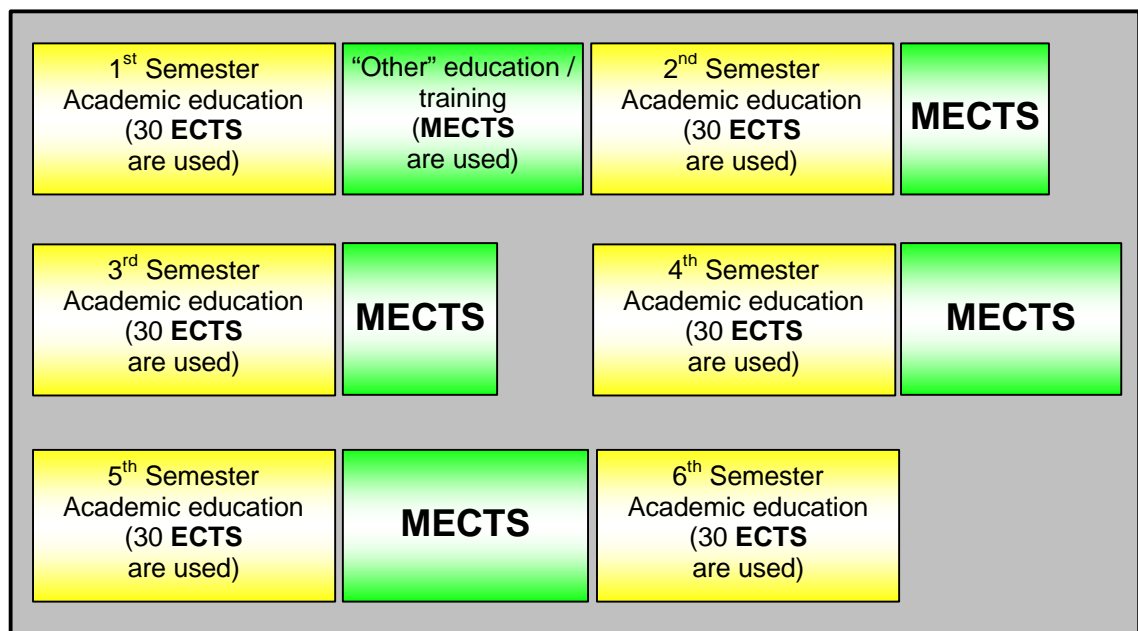 1st Semester
Academic education
(30 ECTS
are used)
“Other” education /
training
(MECTS
are used)
2nd Semester
Academic education
(30 ECTS
are used)
MECTS
3rd Semester
Academic education
(30 ECTS
are used)
MECTS
4th Semester
Academic education
(30 ECTS
are used)
MECTS
5th Semester
Academic education
(30 ECTS
are used)
MECTS
6th Semester
Academic education
(30 ECTS
are used)